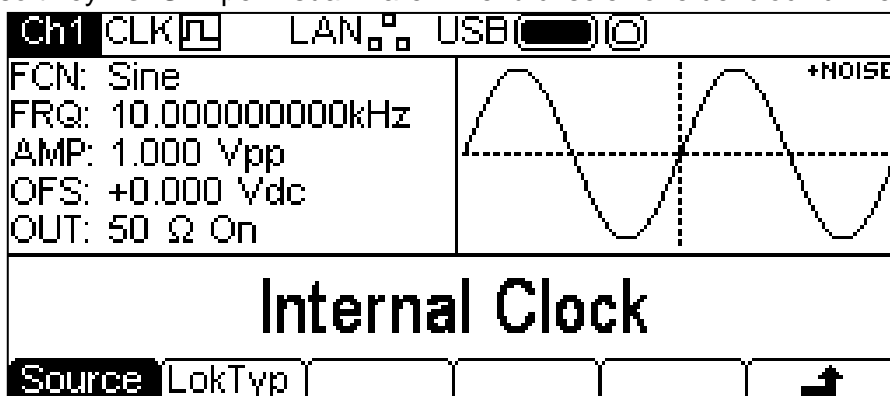 Ch1 CLK LAN USB
FCN: Sine
FRQ: 10.000000000kHz
AMP: 1.000 Vpp
OFS: +0.000 Vdc
OUT: 50 Ω On
+NOISE
Internal Clock
Source LokTyp